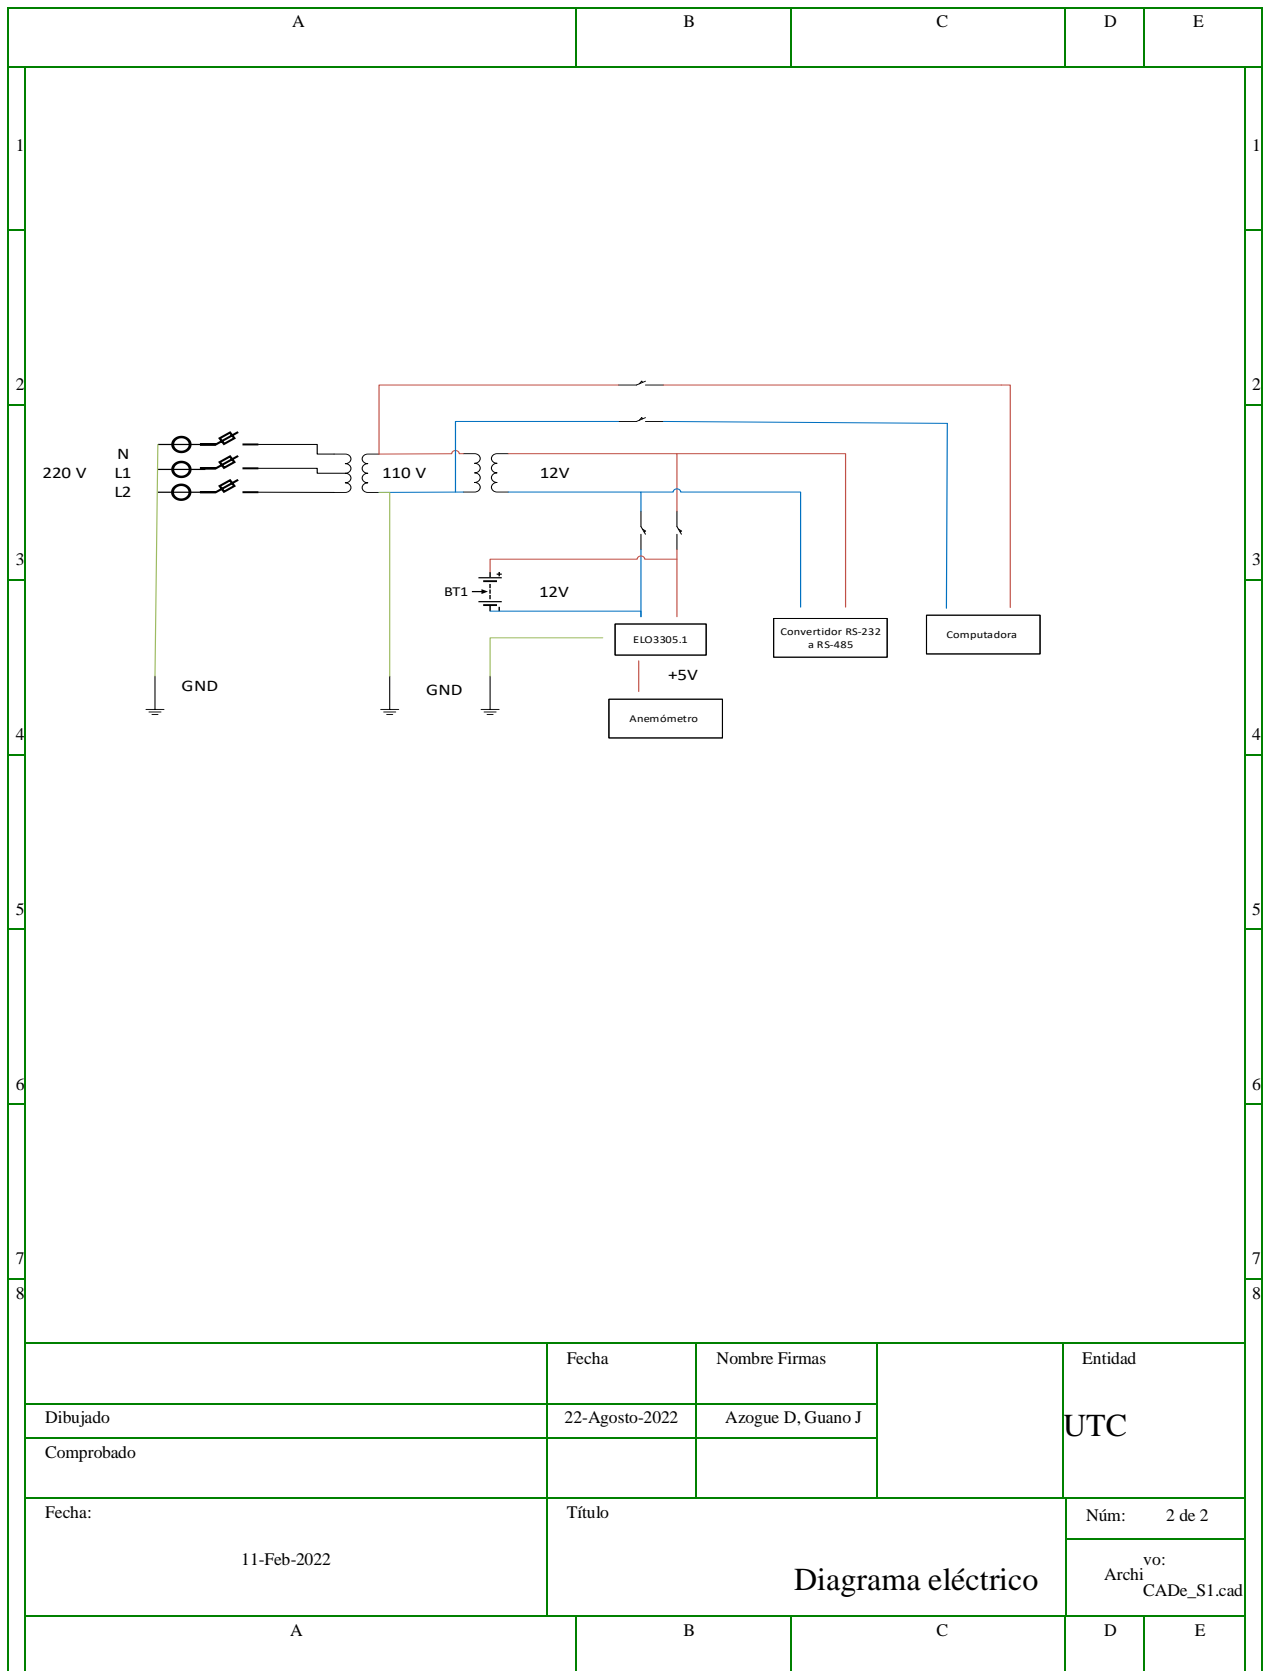 A B C D E
1 1
2 2
N
220 V L1 110 V 12V
L2
3 3
BT1 12V
ELO3305.1
Convertidor RS-232
a RS-485
Computadora
+5V
GND GND
Anemómetro
4 4
5 5
6 6
7 7
8 8
Fecha Nombre Firmas Entidad
Dibujado 22-Agosto-2022 Azogue D, Guano J
UTC
Comprobado
Fecha: Título Núm: 2 de 2
11-Feb-2022
Diagrama eléctrico
Archi vo:
CADe_S1.cad
A B C D E